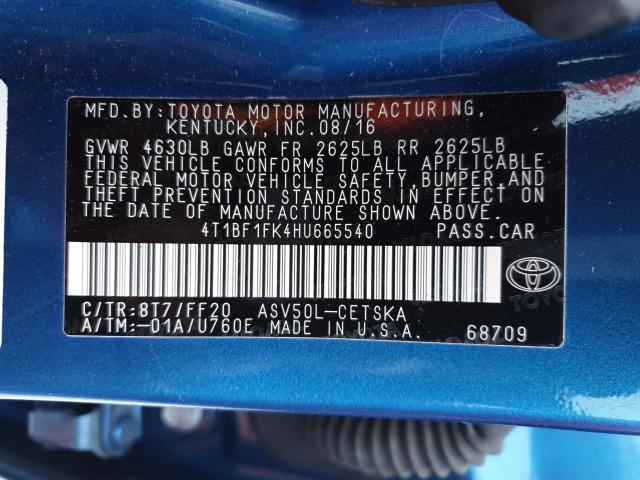 MFD. BY: TOYOTA MOTOR MANUFACTURING,
KENTUCKY, INC. 08/16
GVWR 4630LB GAWR FR 2625LB RR 2625LB
THIS VEHICLE CONFORMS TO ALL APPLICABLE
FEDERAL MOTOR VEHICLE SAFETY, BUMPER, AND
THEFT PREVENTION STANDARDS IN EFFECT ON
THE DATE OF MANUFACTURE SHOWN ABOVE.
4T1BF1FK4HU665540 PASS. CAR
C/TR: 8T7/FF20 ASV50L-CETSKA
A/TM: -01A/U760E MADE IN U.S.A. 68709